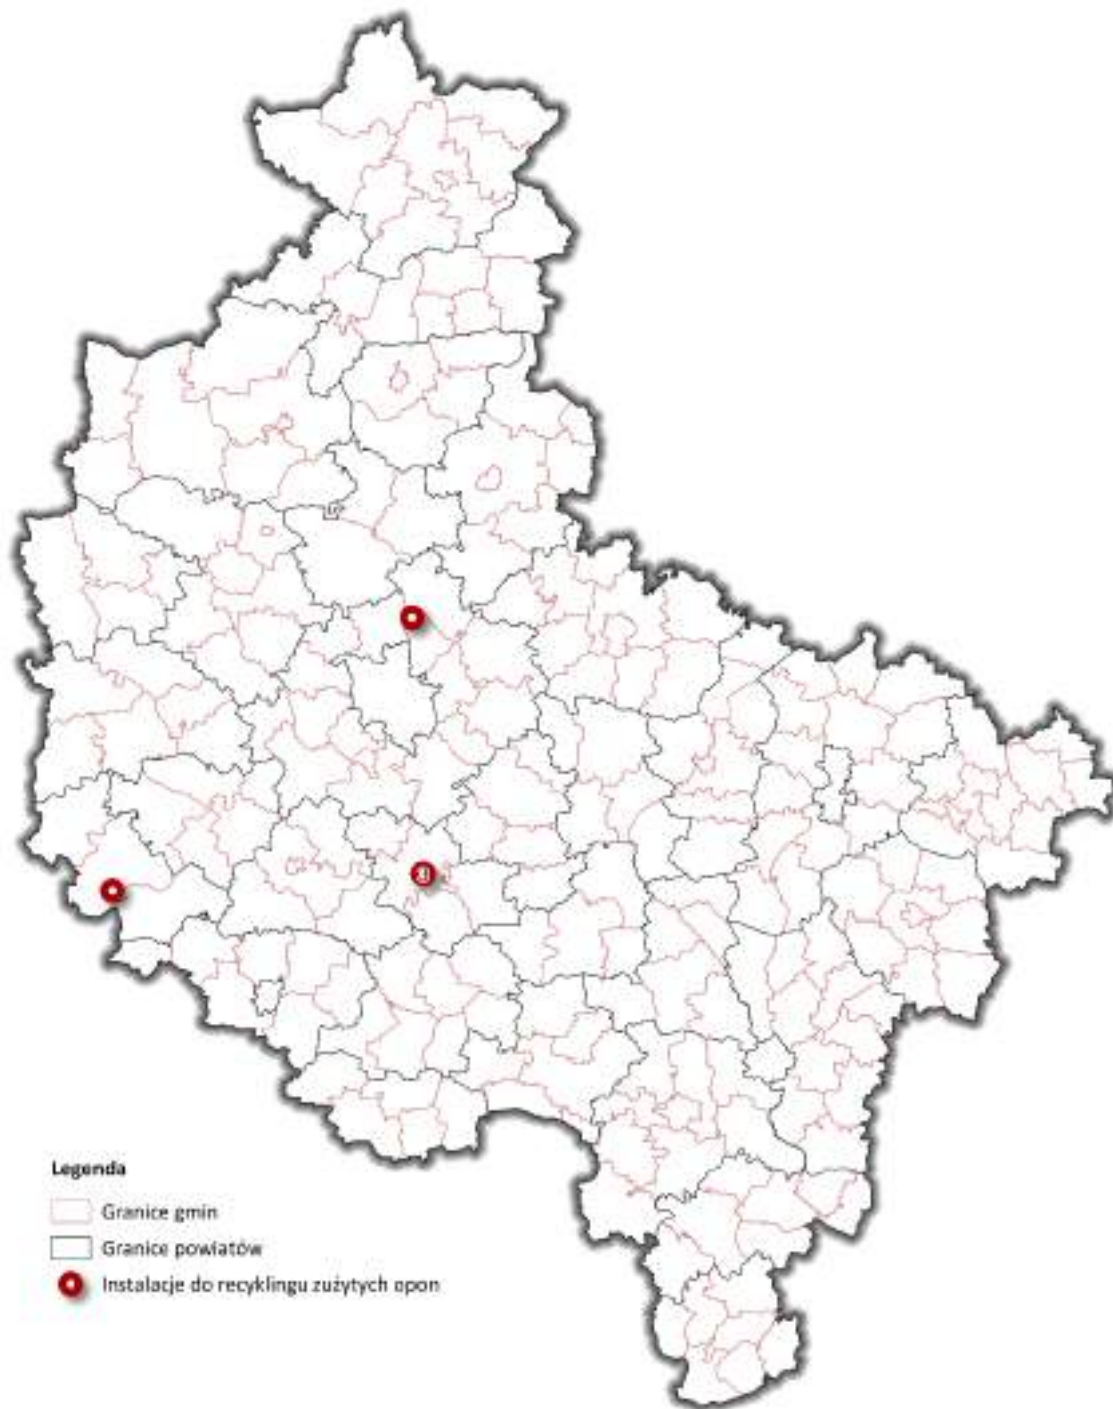 Legenda
Granice gmin
Granice powiatów
Instalacje do recyklingu zużytych opon